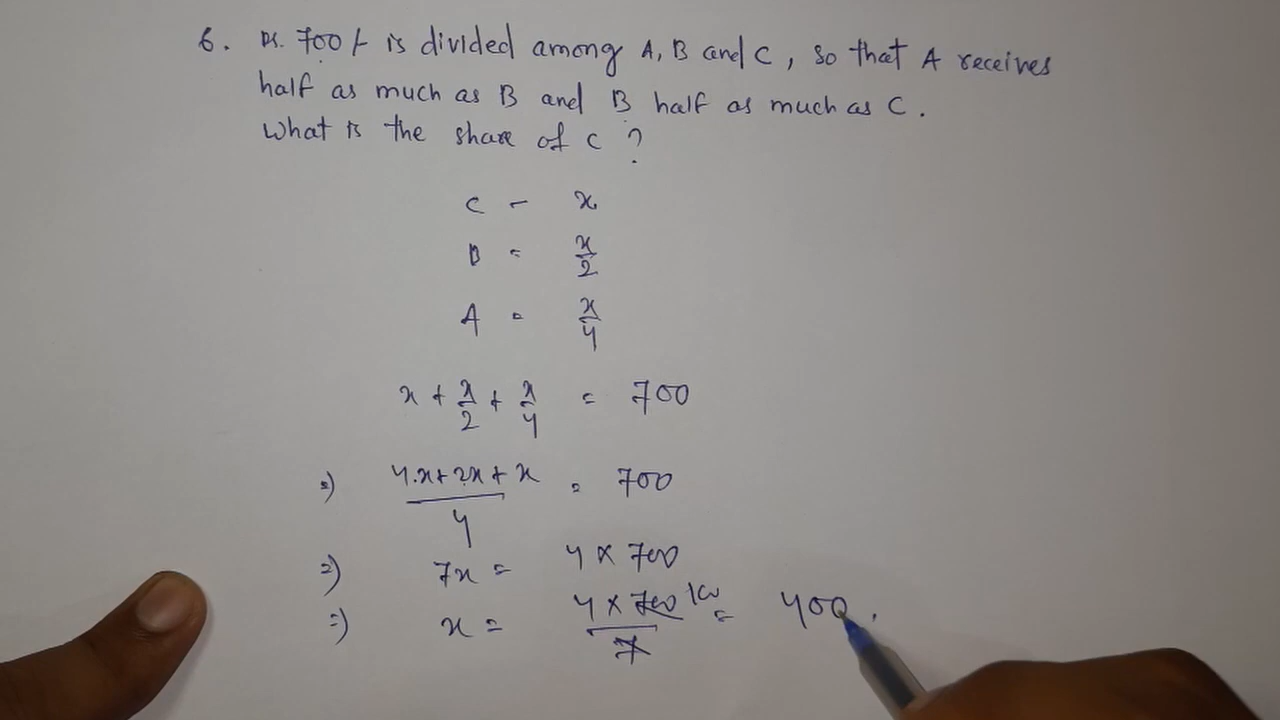 6. Rs. 700/- is divided among A, B and C, so that A receives
half as much as B and B half as much as C.
What is the share of C ?
C - x
B = x/2
A = x/4
x + x/2 + x/4 = 700
=) (4x + 2x + x)/4 = 700
=) 7x = 4 × 700
=) x = (4 × 700)/7 100 = 400.